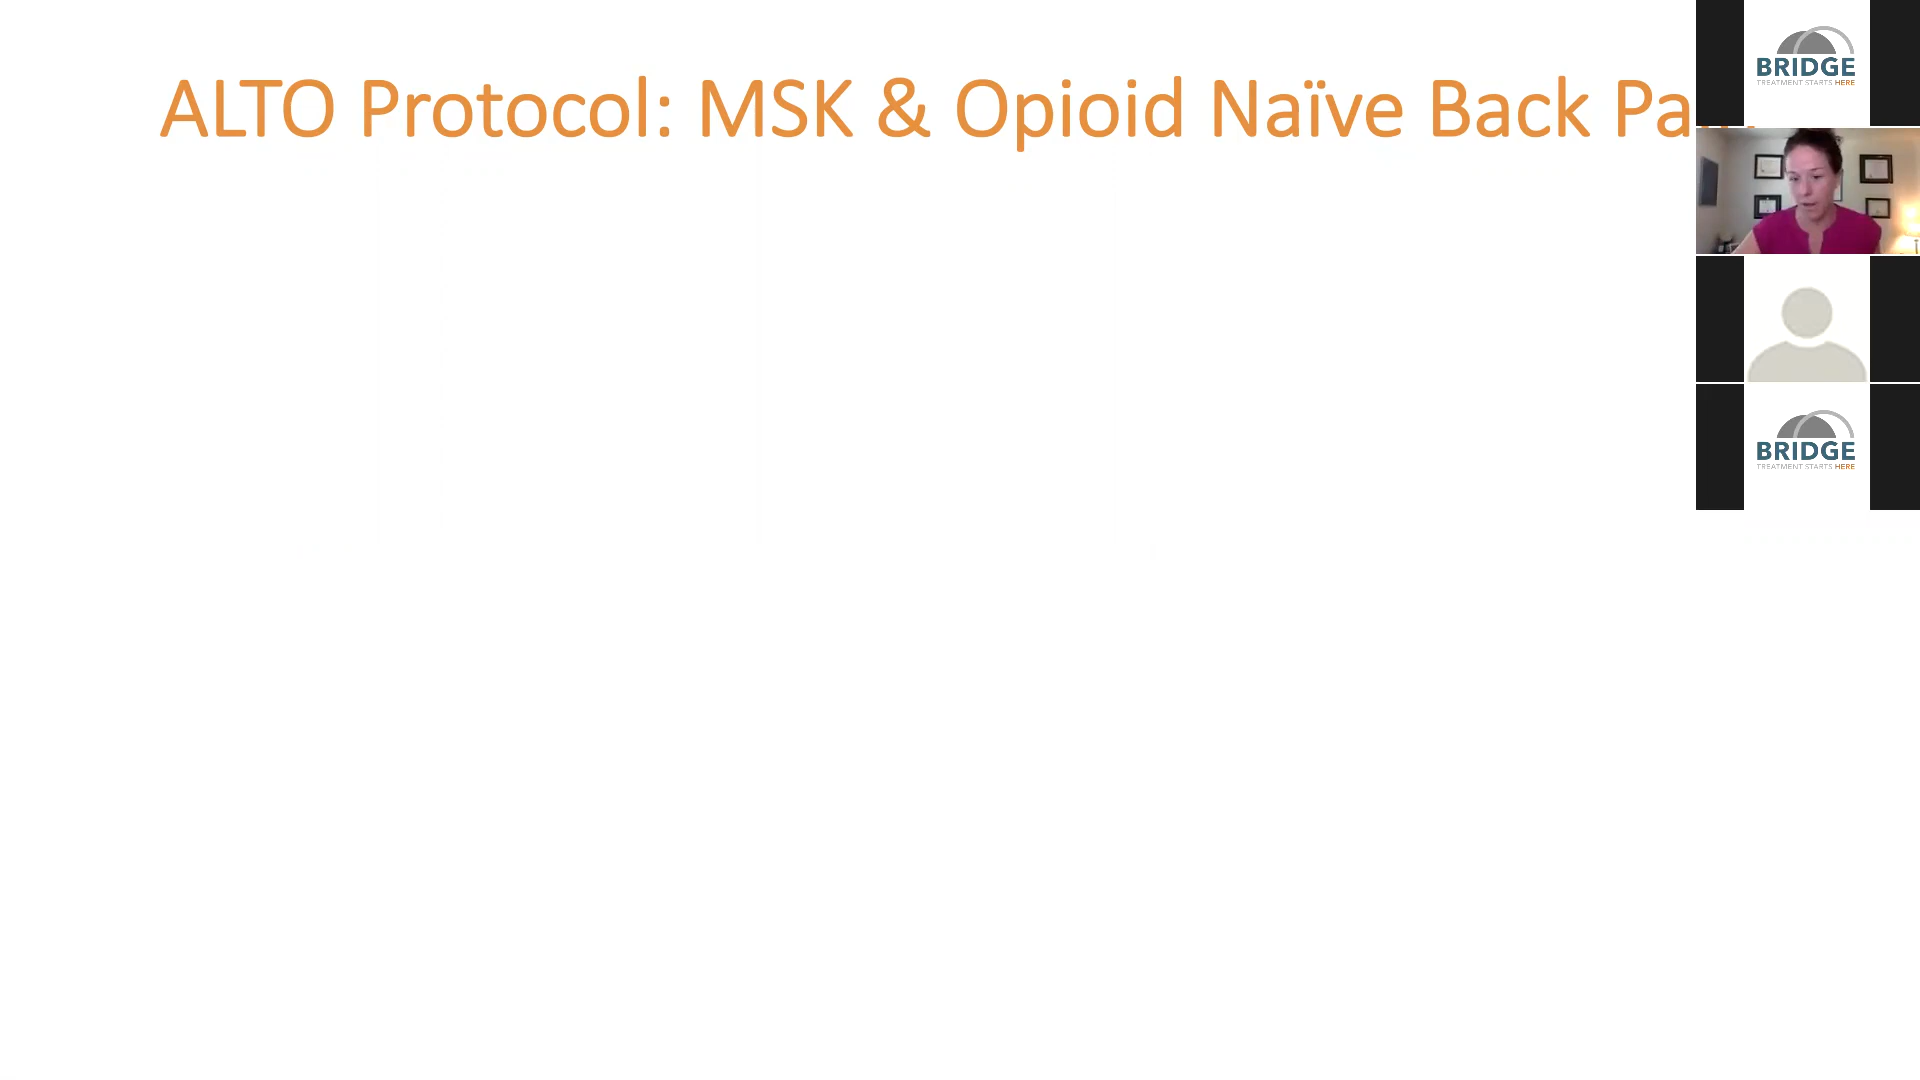 ALTO Protocol: MSK & Opioid Naïve Back
BRIDGE
TREATMENT STARTS HERE
BRIDGE
TREATMENT STARTS HERE